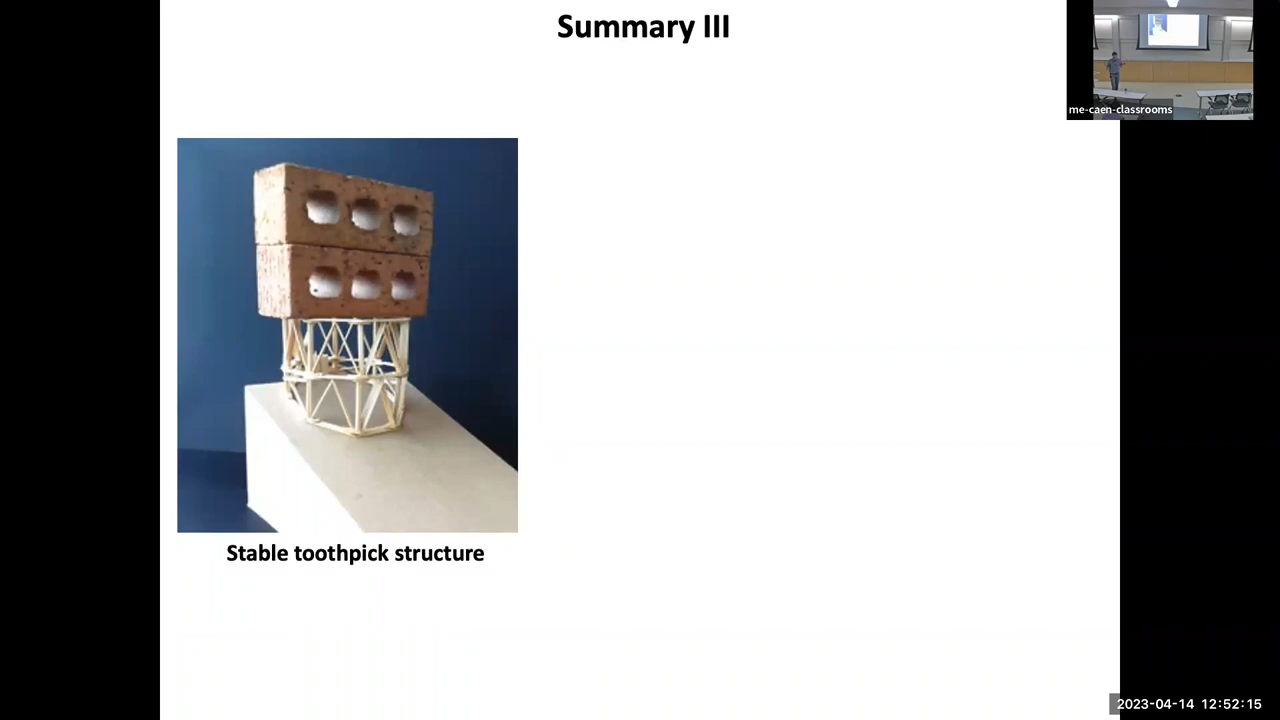 Summary III
me-caen-classrooms
Stable toothpick structure
2023-04-14 12:52:15